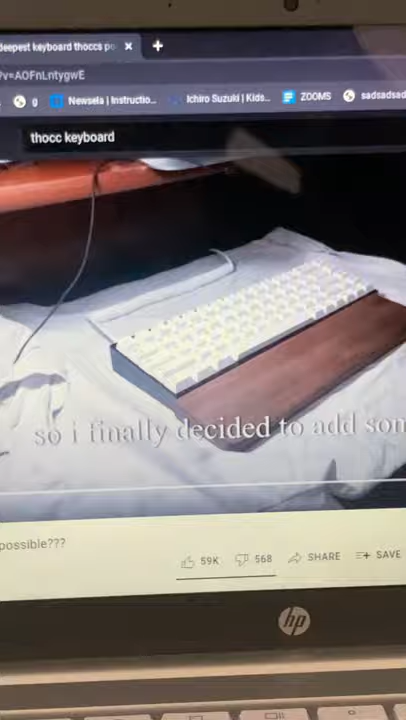 deepest keyboard thoccs po
?v=AOFnLntygwE
g
Newsela | Instructio...
Ichiro Suzuki | Kids...
ZOOMS
sadsadsad
thocc keyboard
so i finally decided to add som
possible???
59K
568
SHARE
SAVE
hp